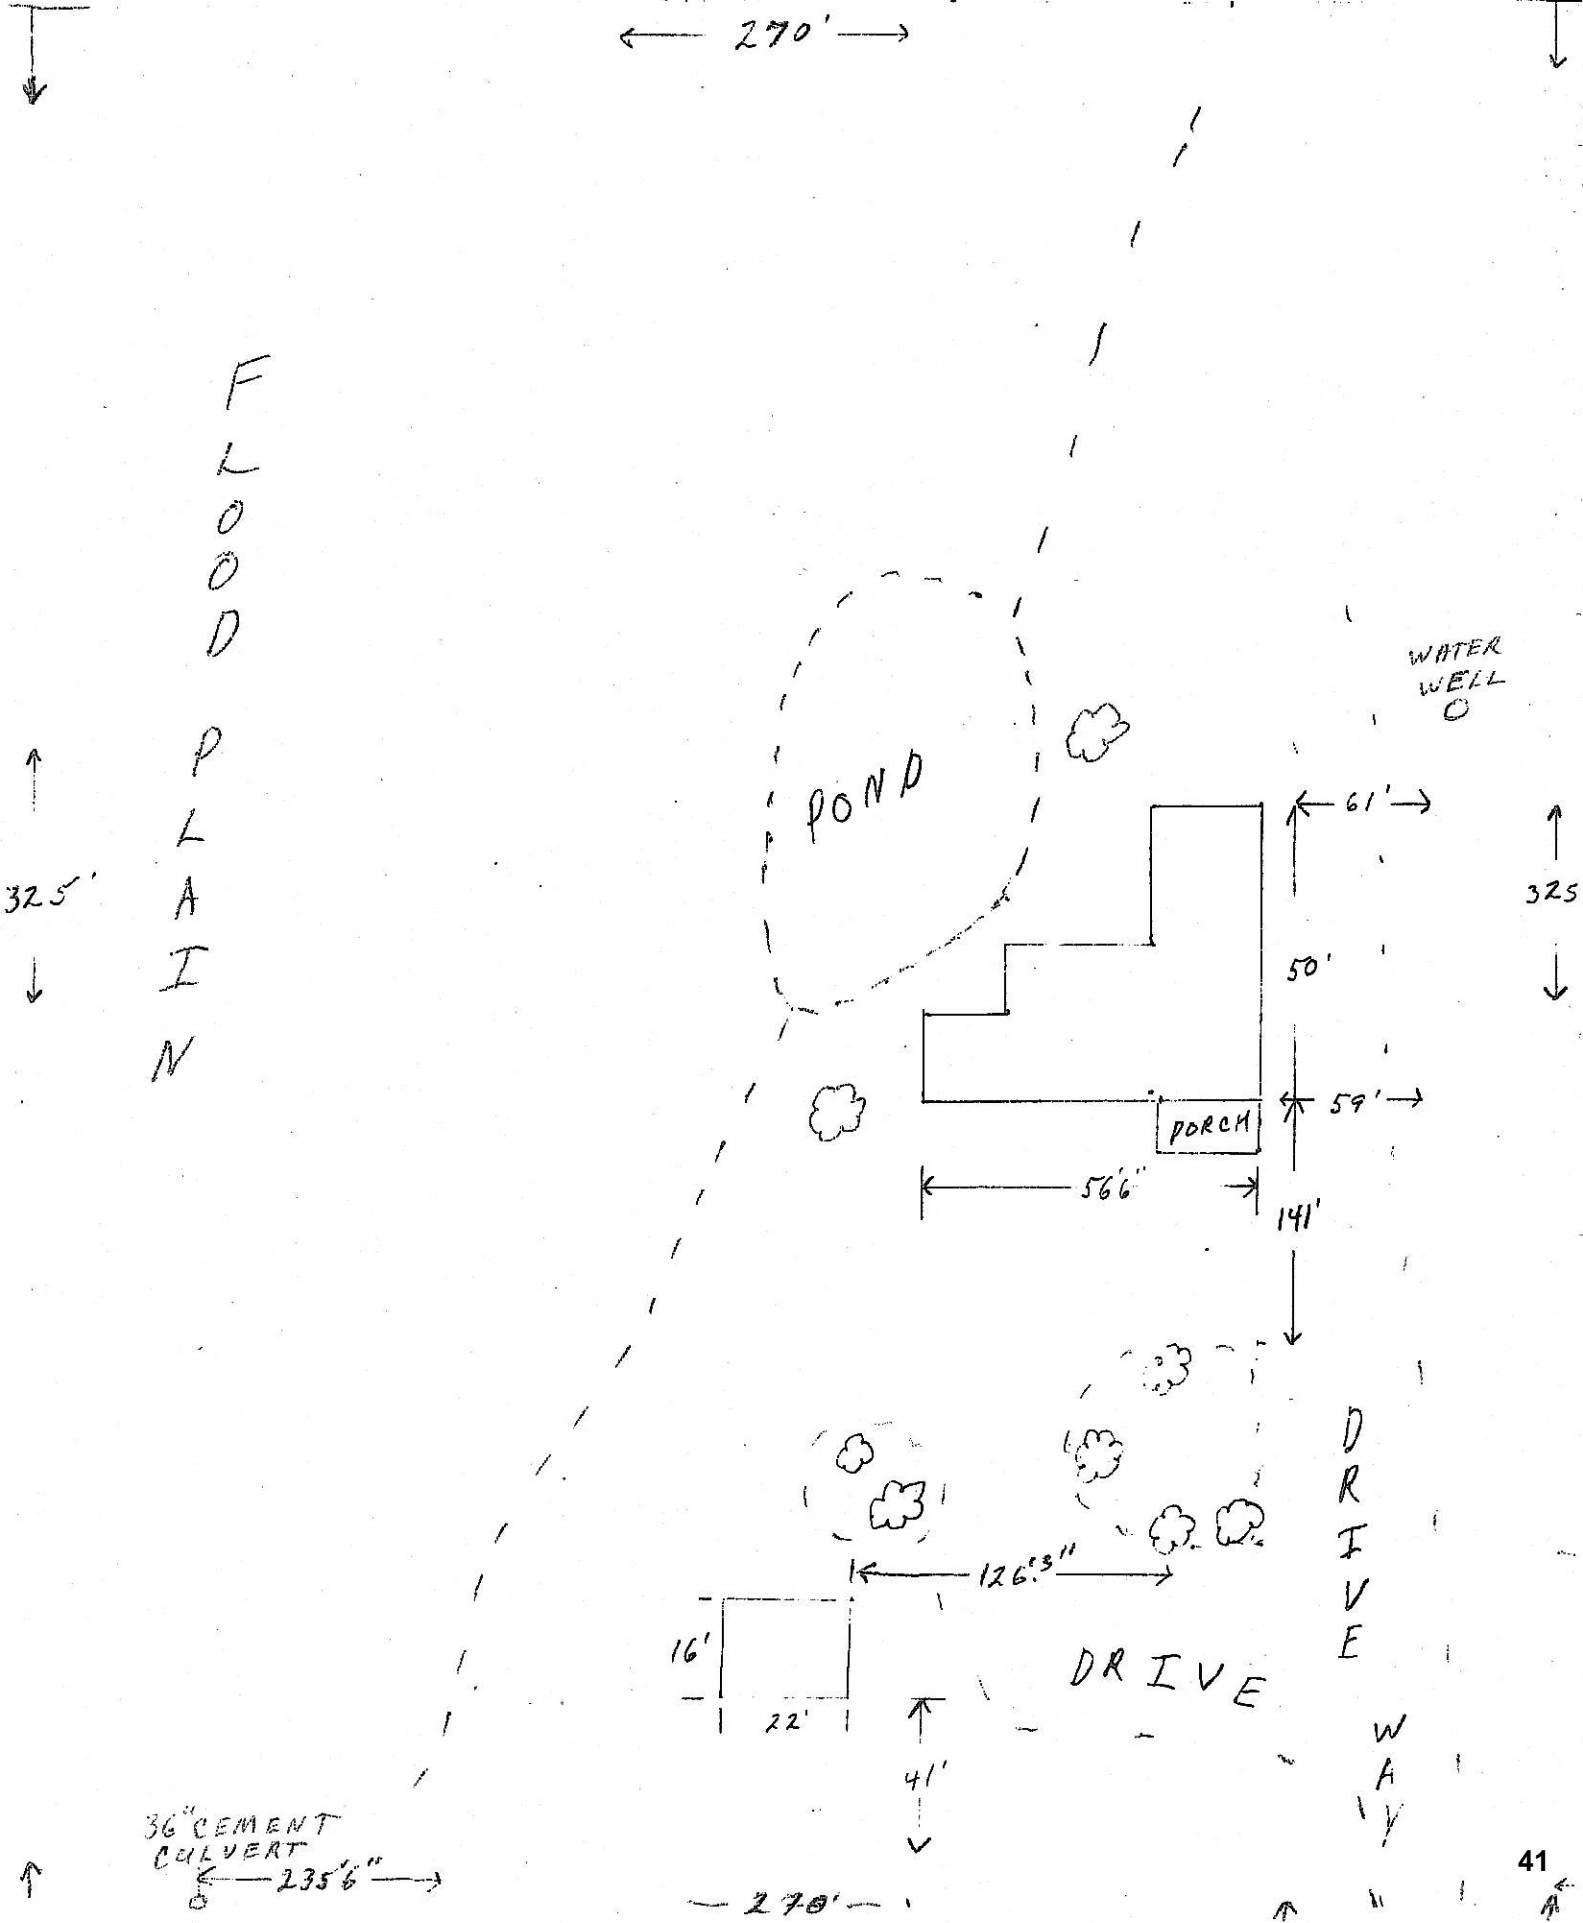 270'
FLOOD PLAIN
WATER
WELL
POND
61'
325'
325
50'
59'
PORCH
56'6"
141'
DRIVE WAY
126'3"
16'
DRIVE
22'
41'
36" CEMENT
CULVERT
235'6"
41
270'